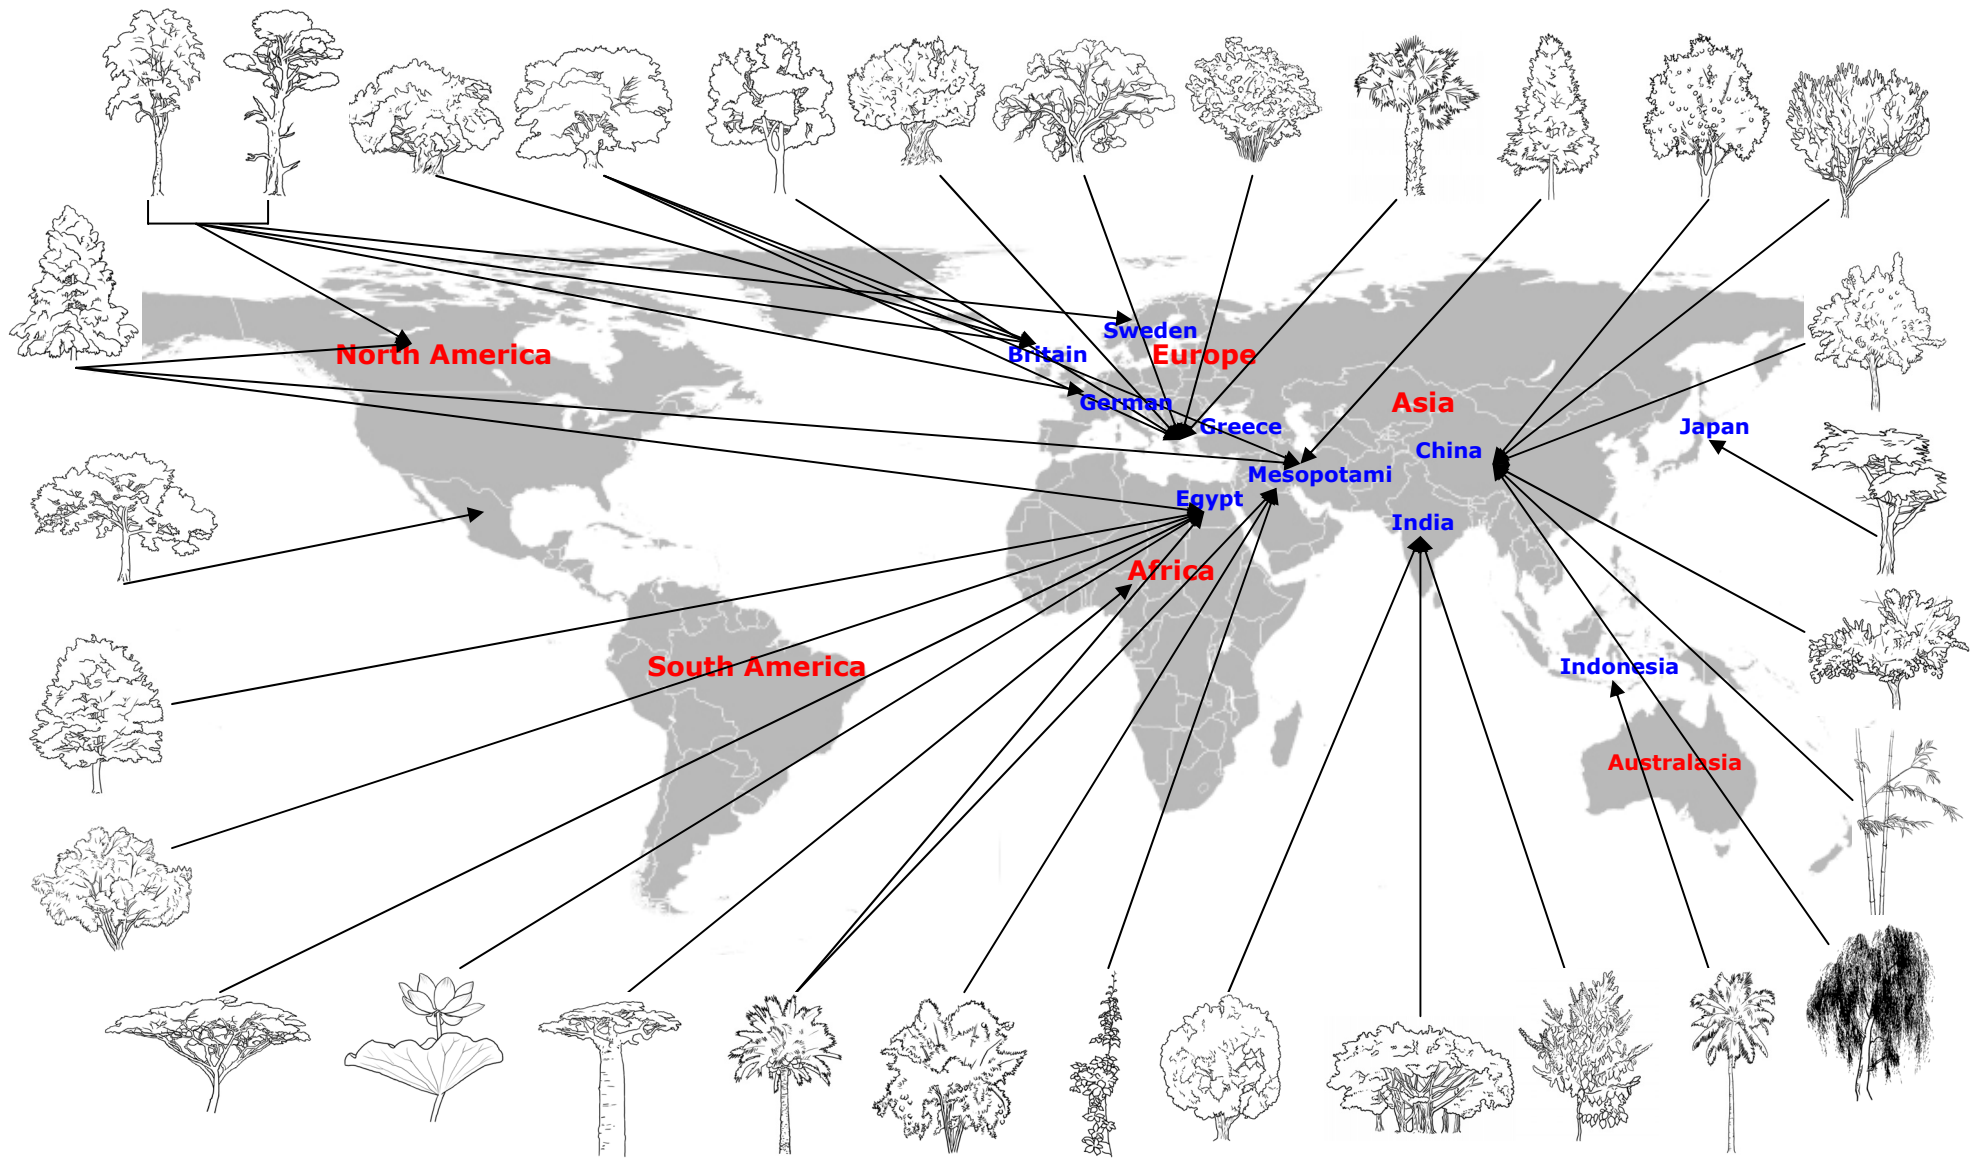 Sweden
North America
Britain
Europe
German
Asia
Greece
Japan
China
Mesopotami
Egypt
India
Africa
South America
Indonesia
Australasia